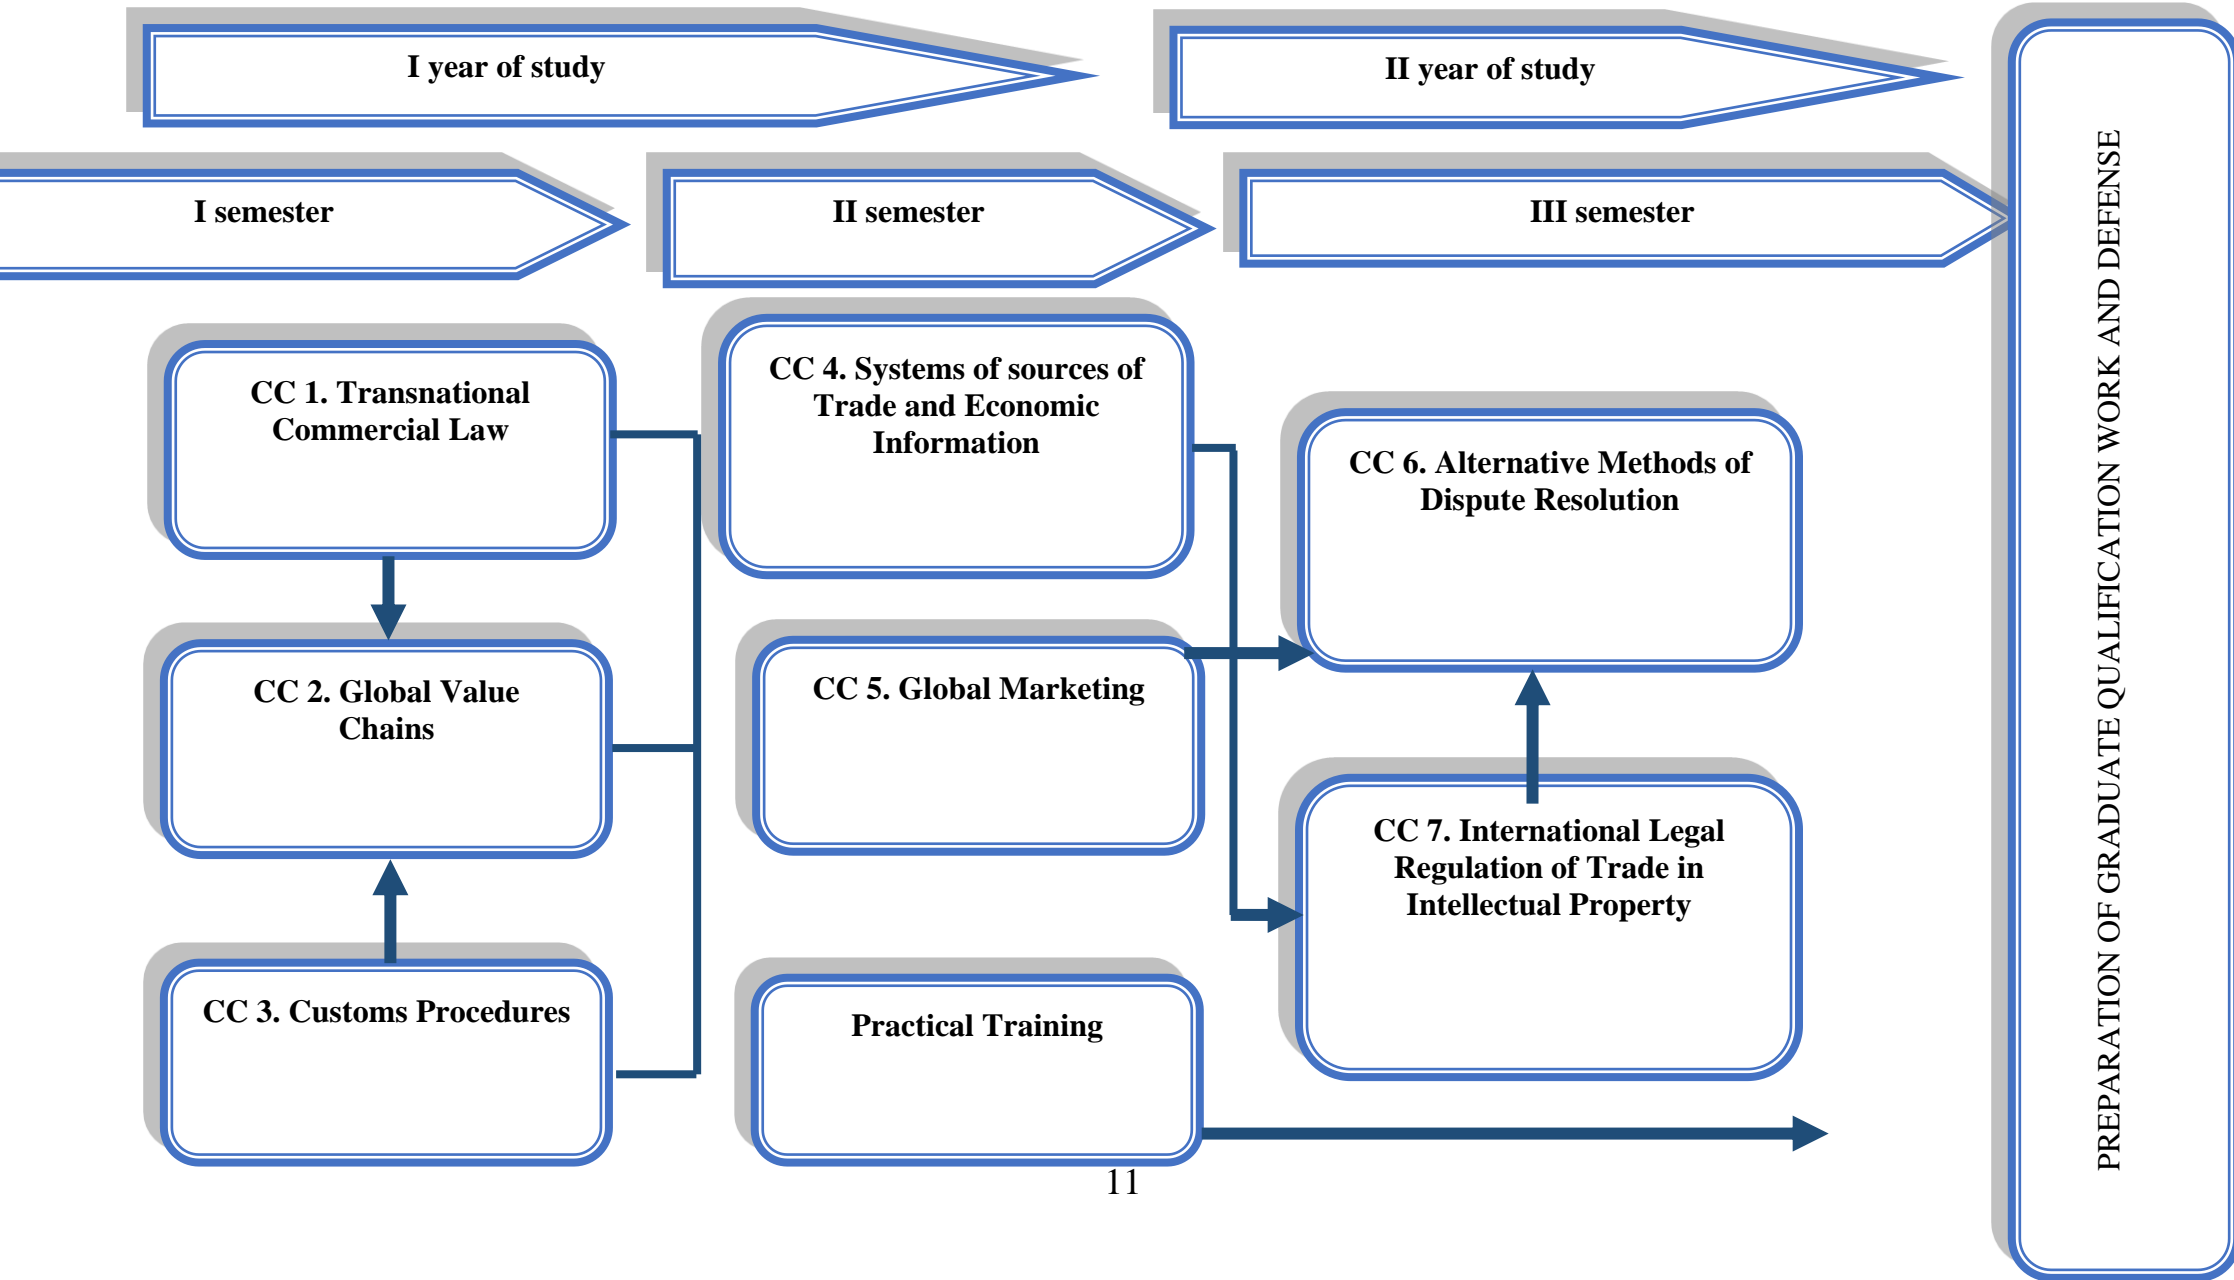 I year of study
II year of study
I semester
II semester
III semester
CC 1. Transnational
Commercial Law
CC 2. Global Value
Chains
CC 3. Customs Procedures
CC 4. Systems of sources of
Trade and Economic
Information
CC 5. Global Marketing
Practical Training
CC 6. Alternative Methods of
Dispute Resolution
CC 7. International Legal
Regulation of Trade in
Intellectual Property
PREPARATION OF GRADUATE QUALIFICATION WORK AND DEFENSE
11